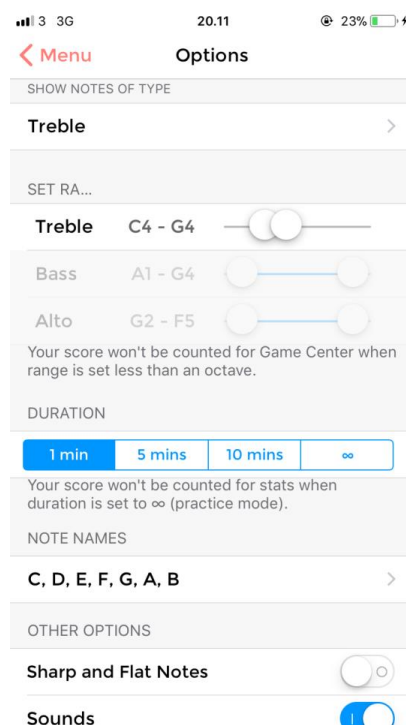 3 3G 20.11 23%
Menu Options
SHOW NOTES OF TYPE
Treble
SET RA...
Treble C4 - G4
Bass A1 - G4
Alto G2 - F5
Your score won't be counted for Game Center when
range is set less than an octave.
DURATION
1 min 5 mins 10 mins ∞
Your score won't be counted for stats when
duration is set to ∞ (practice mode).
NOTE NAMES
C, D, E, F, G, A, B
OTHER OPTIONS
Sharp and Flat Notes
Sounds